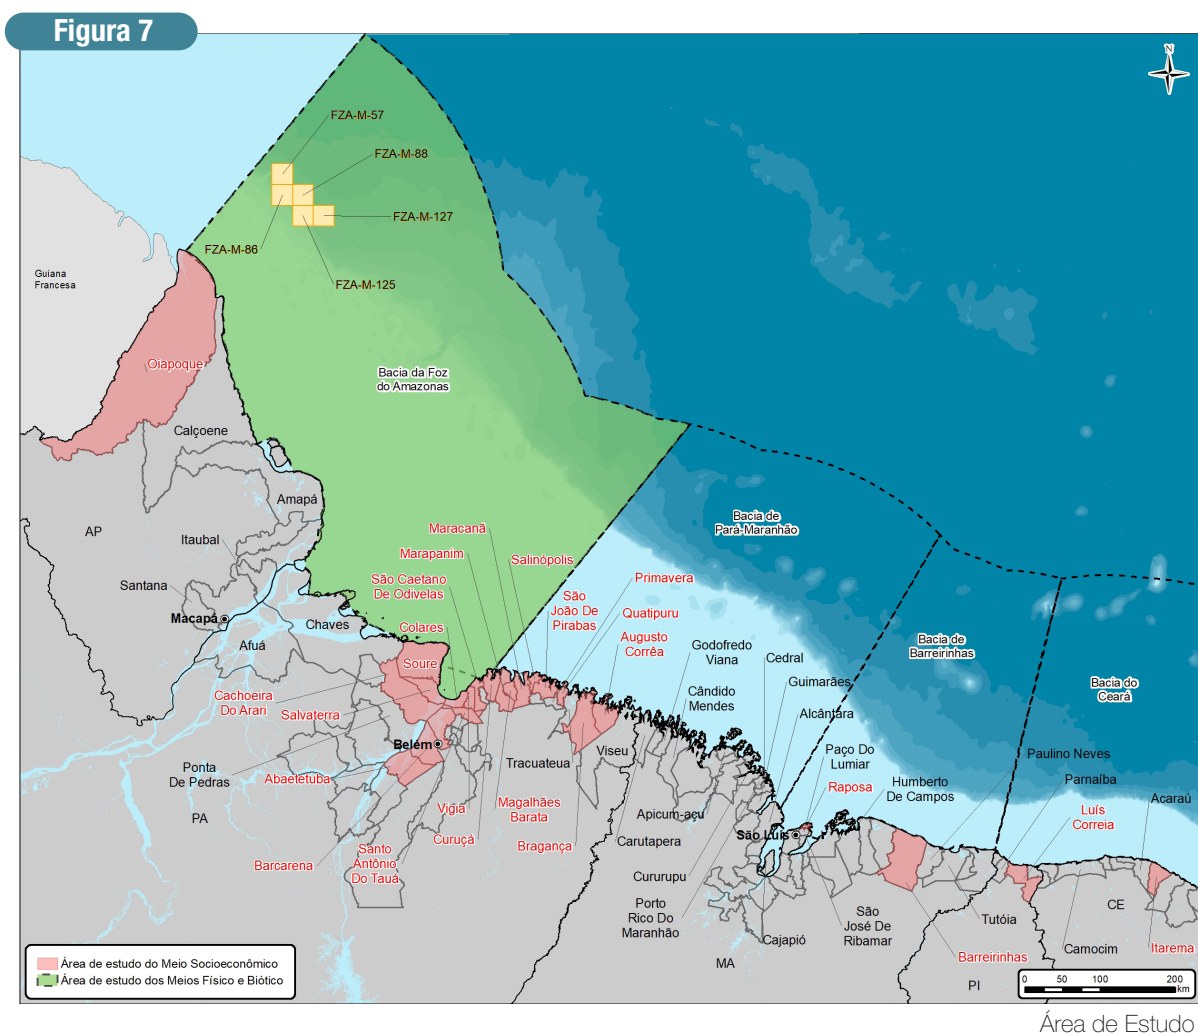 Figura 7
N
FZA-M-57
FZA-M-88
FZA-M-127
FZA-M-86
FZA-M-125
Guiana
Francesa
Oiapoque
Bacia da Foz
do Amazonas
Calçoene
Amapá
AP
Itaubal
Santana
Macapá
Chaves
Afuá
Maracanã
Marapanim
Salinópolis
São Caetano
De Odivelas
Colares
Primavera
São
João De
Pirabas
Quatipuru
Augusto
Corrêa
Bacia de
Pará-Maranhão
Bacia de
Barreirinhas
Bacia do
Ceará
Godofredo
Viana
Cedral
Cândido
Mendes
Guimarães
Alcântara
Soure
Cachoeira
Do Arari
Salvaterra
Belém
Ponta
De Pedras
Abaetetuba
PA
Viseu
Tracuateua
Paço Do
Lumiar
Raposa
Humberto
De Campos
Paulino Neves
Parnaíba
Acaraú
Luís
Correia
Vigia
Magalhães
Barata
Curuçá
Bragança
Apicum-açu
Carutapera
São Luís
Barcarena
Santo
Antônio
Do Tauá
Cururupu
Porto
Rico Do
Maranhão
Cajapió
São
José De
Ribamar
Tutóia
CE
Camocim
Itarema
Barreirinhas
MA
PI
Área de estudo do Meio Socioeconômico
Área de estudo dos Meios Físico e Biótico
0 50 100 200
km
Área de Estudo